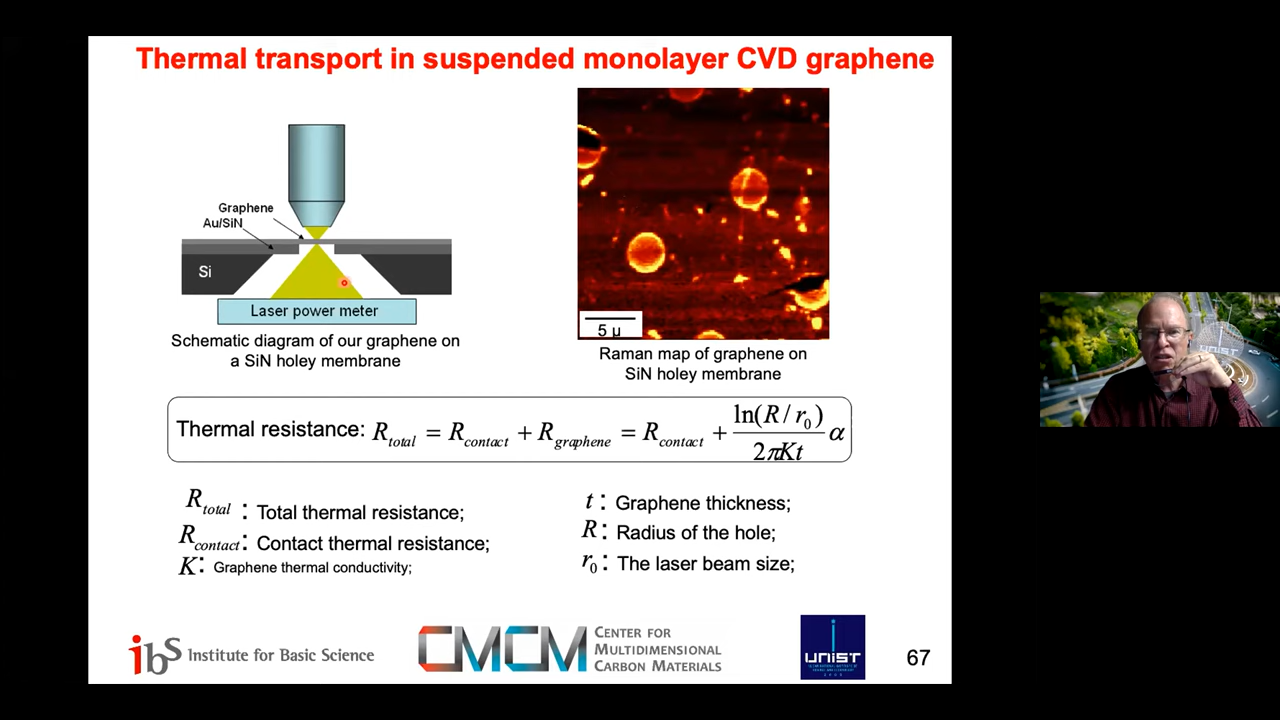 Thermal transport in suspended monolayer CVD graphene
Graphene
Au/SiN
Si
Laser power meter
Schematic diagram of our graphene on
a SiN holey membrane
5 μ
Raman map of graphene on
SiN holey membrane
Thermal resistance: R_total = R_contact + R_graphene = R_contact + ln(R / r₀) / 2πKt α
R_total : Total thermal resistance;
R_contact : Contact thermal resistance;
K : Graphene thermal conductivity;
t : Graphene thickness;
R : Radius of the hole;
r₀ : The laser beam size;
ibS Institute for Basic Science
CMCM CENTER FOR
MULTIDIMENSIONAL
CARBON MATERIALS
UNIST
67
UNIST